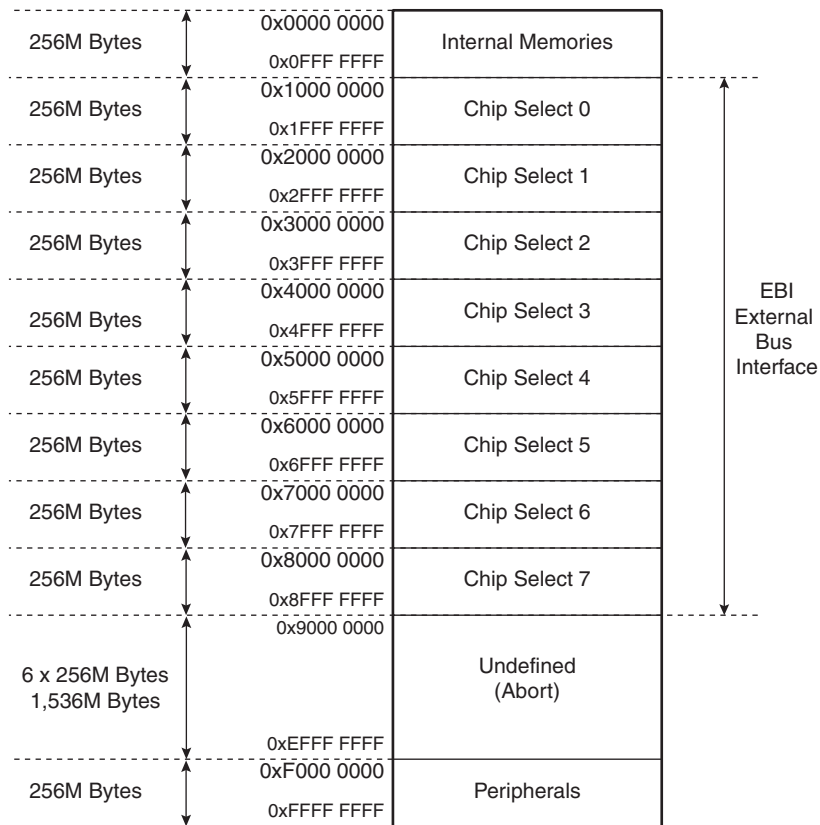 0x0000 0000
256M Bytes
Internal Memories
0x0FFF FFFF
0x1000 0000
256M Bytes
Chip Select 0
0x1FFF FFFF
0x2000 0000
256M Bytes
Chip Select 1
0x2FFF FFFF
0x3000 0000
256M Bytes
Chip Select 2
0x3FFF FFFF
0x4000 0000
256M Bytes
Chip Select 3
0x4FFF FFFF
EBI
External
Bus
Interface
0x5000 0000
256M Bytes
Chip Select 4
0x5FFF FFFF
0x6000 0000
256M Bytes
Chip Select 5
0x6FFF FFFF
0x7000 0000
256M Bytes
Chip Select 6
0x7FFF FFFF
0x8000 0000
256M Bytes
Chip Select 7
0x8FFF FFFF
0x9000 0000
6 x 256M Bytes
1,536M Bytes
Undefined
(Abort)
0xEFFF FFFF
0xF000 0000
256M Bytes
Peripherals
0xFFFF FFFF